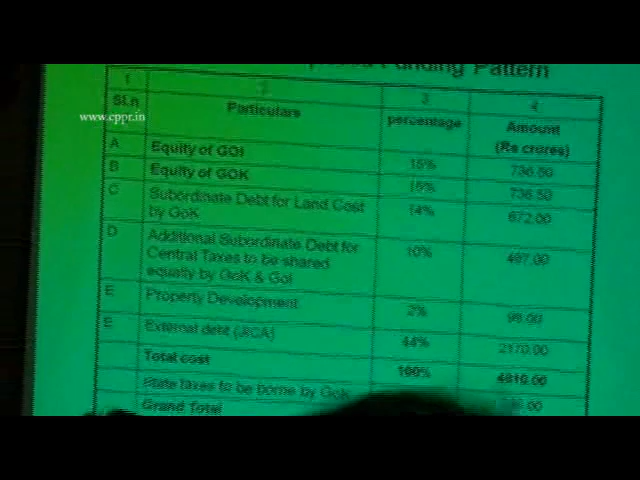 Funding Pattern
1 2 3 4
Sl.n Particulars percentage Amount
(Rs crores)
www.cppr.in
A Equity of GOI 15% 736.50
B Equity of GOK 15% 736.50
C Subordinate Debt for Land Cost
by GoK 14% 672.00
D Additional Subordinate Debt for
Central Taxes to be shared
equally by GoK & GoI 10% 497.00
E Property Development 2% 98.00
E External debt (JICA) 44% 2170.00
Total cost 100% 4910.00
State taxes to be borne by GoK
Grand Total